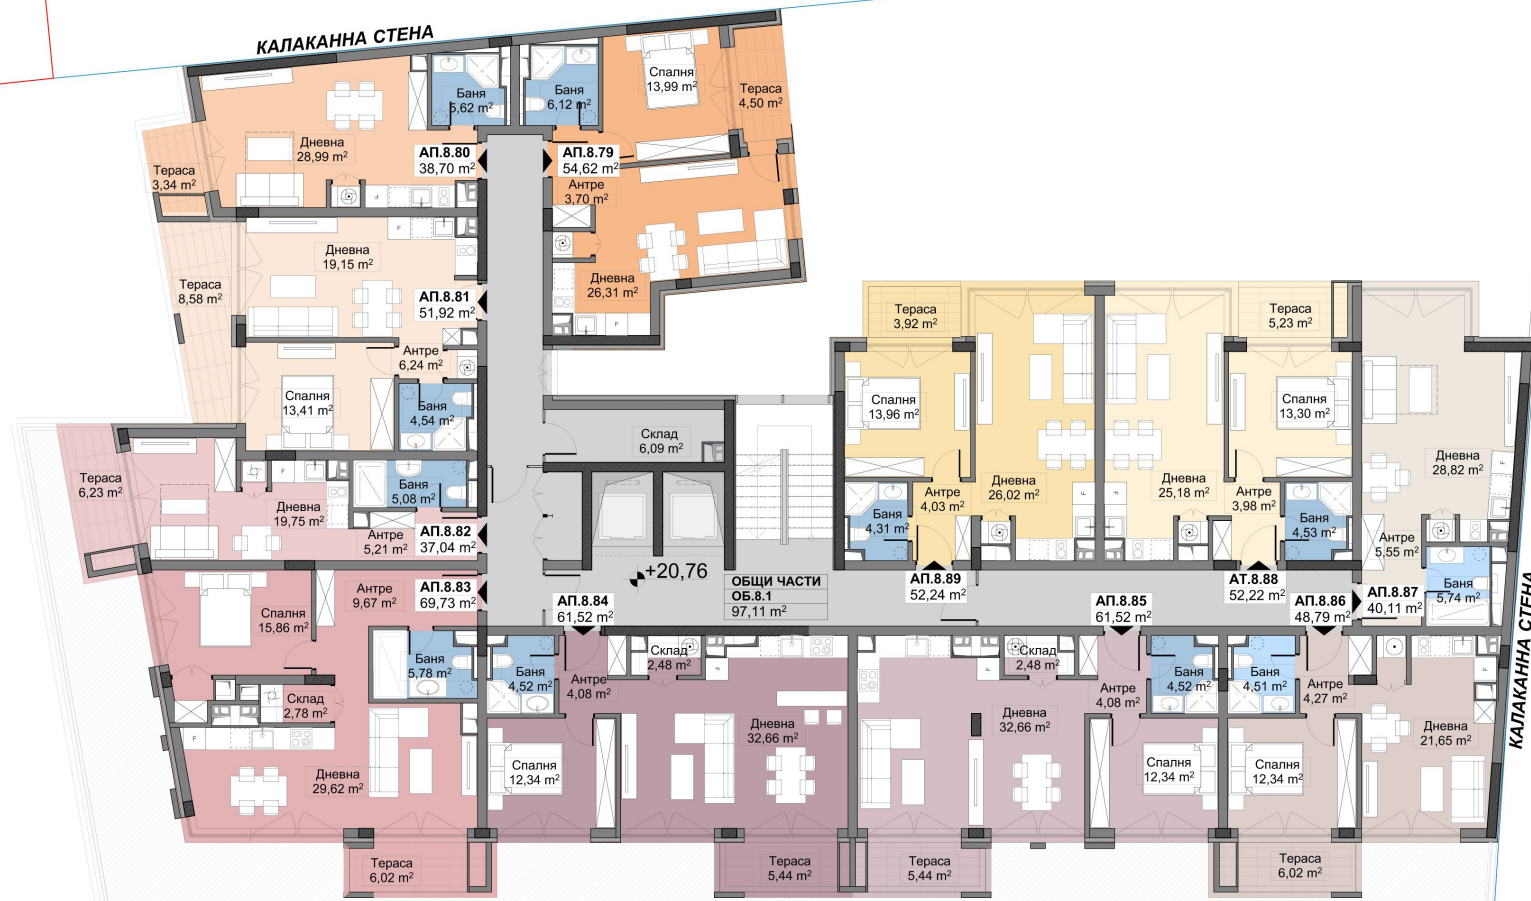 КАЛАКАННА СТЕНА
Баня
5,62 m²
Дневна
28,99 m²
АП.8.80
38,70 m²
Тераса
3,34 m²
Баня
6,12 m²
Спалня
13,99 m²
Тераса
4,50 m²
АП.8.79
54,62 m²
Антре
3,70 m²
Дневна
26,31 m²
F
F
Дневна
19,15 m²
F
Тераса
8,58 m²
АП.8.81
51,92 m²
Антре
6,24 m²
Спалня
13,41 m²
Баня
4,54 m²
Склад
6,09 m²
Тераса
6,23 m²
F
Баня
5,08 m²
Дневна
19,75 m²
Антре
5,21 m²
АП.8.82
37,04 m²
Тераса
3,92 m²
Спалня
13,96 m²
Дневна
26,02 m²
Антре
4,03 m²
Баня
4,31 m²
F
АП.8.89
52,24 m²
Тераса
5,23 m²
Спалня
13,30 m²
Дневна
25,18 m²
Антре
3,98 m²
Баня
4,53 m²
F
АТ.8.88
52,22 m²
Дневна
28,82 m²
F
Антре
5,55 m²
Баня
5,74 m²
АП.8.87
40,11 m²
КАЛАКАННА СТЕНА
+20,76
ОБЩИ ЧАСТИ
ОБ.8.1
97,11 m²
АП.8.83
69,73 m²
Антре
9,67 m²
Спалня
15,86 m²
Баня
5,78 m²
Склад
2,78 m²
F
Дневна
29,62 m²
Тераса
6,02 m²
АП.8.84
61,52 m²
Баня
4,52 m²
Антре
4,08 m²
Склад
2,48 m²
F
Дневна
32,66 m²
Спалня
12,34 m²
Тераса
5,44 m²
АП.8.85
61,52 m²
Склад
2,48 m²
F
Антре
4,08 m²
Баня
4,52 m²
Дневна
32,66 m²
Спалня
12,34 m²
Тераса
5,44 m²
АП.8.86
48,79 m²
Баня
4,51 m²
Антре
4,27 m²
F
Дневна
21,65 m²
Спалня
12,34 m²
Тераса
6,02 m²